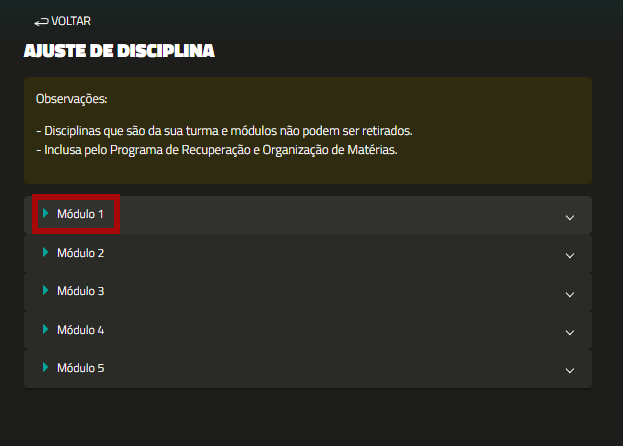 VOLTAR
AJUSTE DE DISCIPLINA
Observações:
- Disciplinas que são da sua turma e módulos não podem ser retirados.
- Inclusa pelo Programa de Recuperação e Organização de Matérias.
Módulo 1
Módulo 2
Módulo 3
Módulo 4
Módulo 5